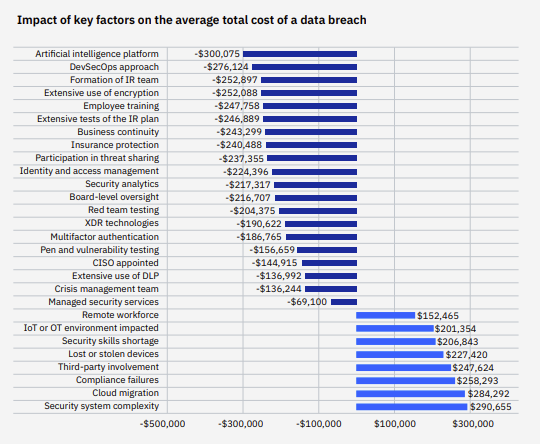 Impact of key factors on the average total cost of a data breach
Artificial intelligence platform -$300,075
DevSecOps approach -$276,124
Formation of IR team -$252,897
Extensive use of encryption -$252,088
Employee training -$247,758
Extensive tests of the IR plan -$246,889
Business continuity -$243,299
Insurance protection -$240,488
Participation in threat sharing -$237,355
Identity and access management -$224,396
Security analytics -$217,317
Board-level oversight -$216,707
Red team testing -$204,375
XDR technologies -$190,622
Multifactor authentication -$186,765
Pen and vulnerability testing -$156,659
CISO appointed -$144,915
Extensive use of DLP -$136,992
Crisis management team -$136,244
Managed security services -$69,100
Remote workforce $152,465
IoT or OT environment impacted $201,354
Security skills shortage $206,843
Lost or stolen devices $227,420
Third-party involvement $247,624
Compliance failures $258,293
Cloud migration $284,292
Security system complexity $290,655
-$500,000 -$300,000 -$100,000 $100,000 $300,000